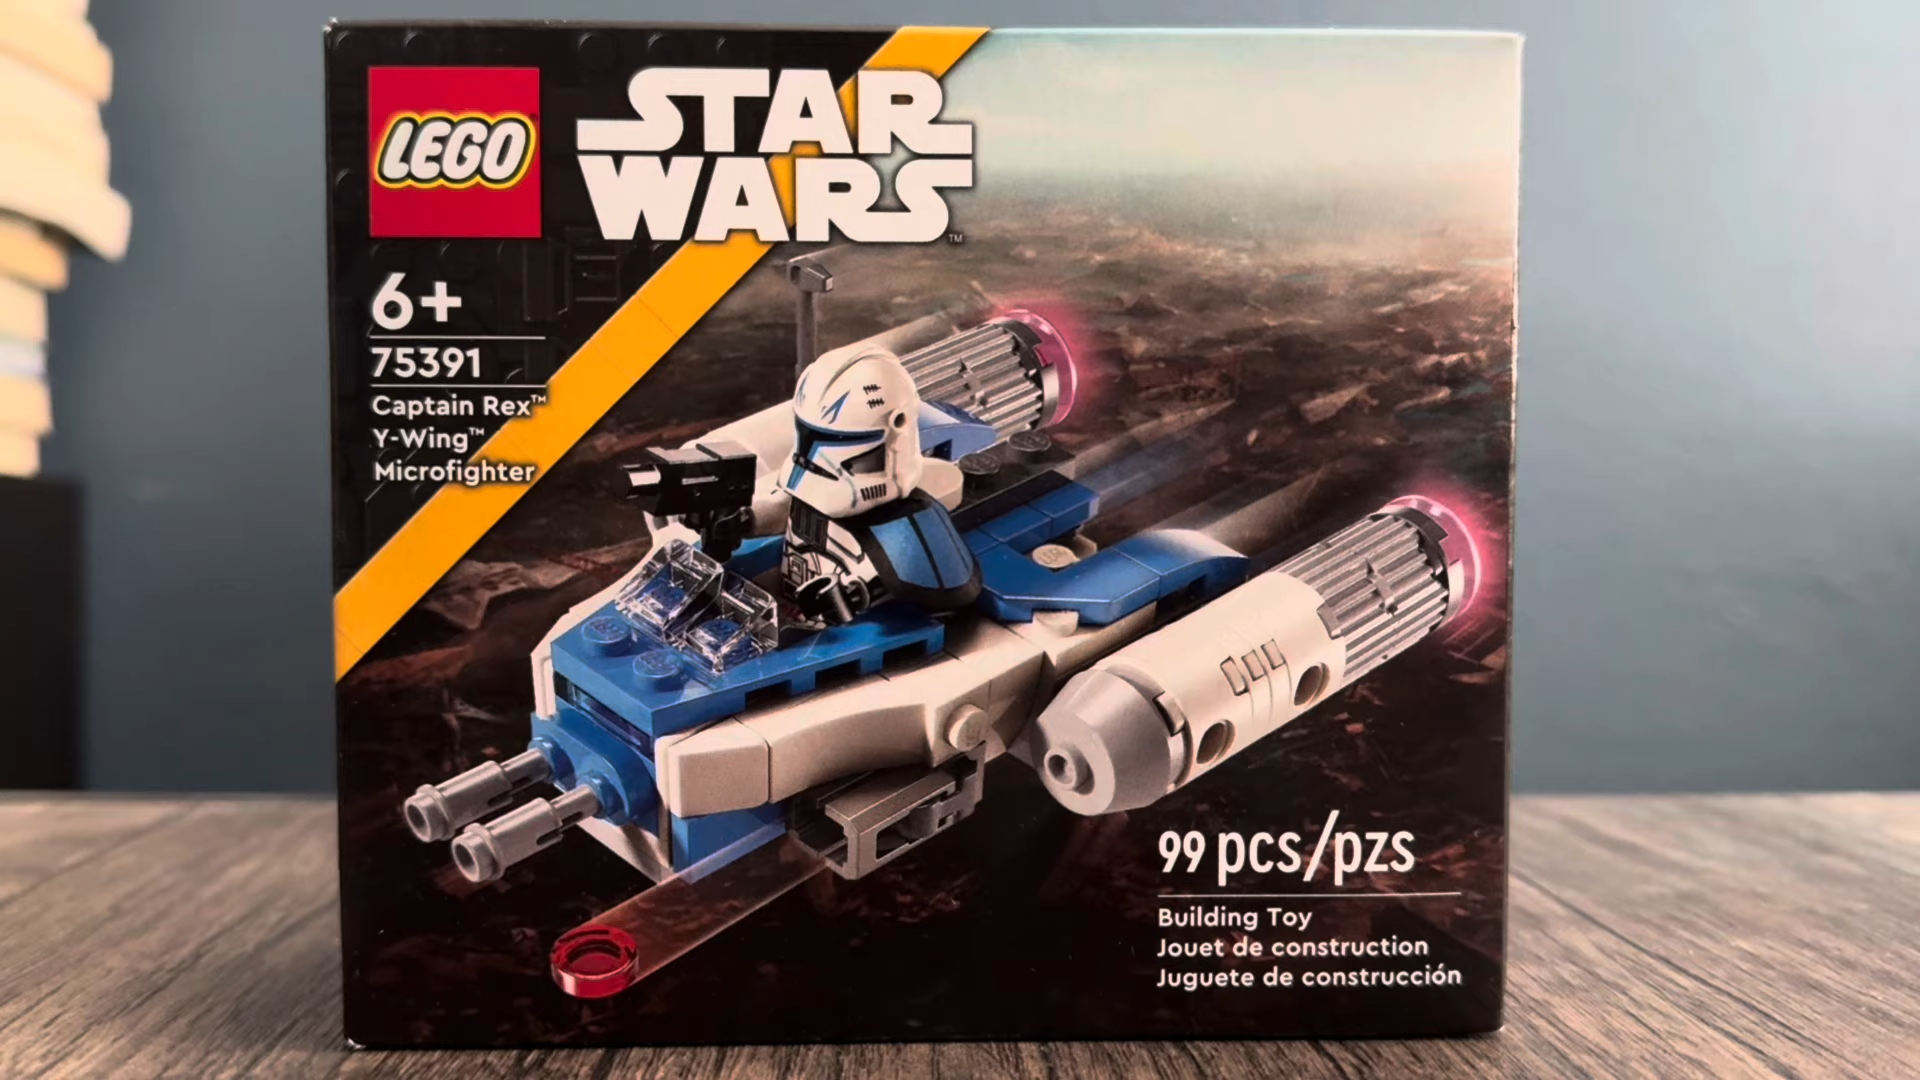 LEGO
STAR
WARS™
6+
75391
Captain Rex™
Y-Wing™
Microfighter
99 pcs/pzs
Building Toy
Jouet de construction
Juguete de construcción